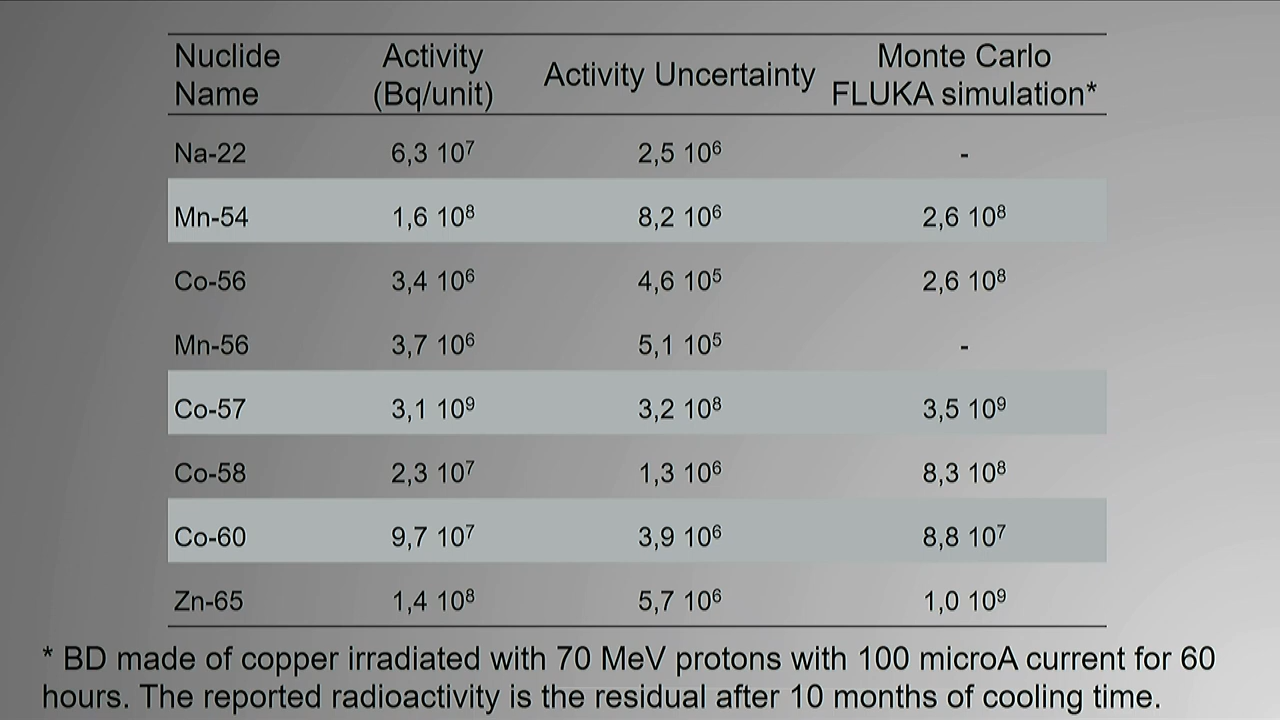 Nuclide Name Activity (Bq/unit) Activity Uncertainty Monte Carlo FLUKA simulation*
Na-22 6,3 10⁷ 2,5 10⁶ -
Mn-54 1,6 10⁸ 8,2 10⁶ 2,6 10⁸
Co-56 3,4 10⁶ 4,6 10⁵ 2,6 10⁸
Mn-56 3,7 10⁶ 5,1 10⁵ -
Co-57 3,1 10⁹ 3,2 10⁸ 3,5 10⁹
Co-58 2,3 10⁷ 1,3 10⁶ 8,3 10⁸
Co-60 9,7 10⁷ 3,9 10⁶ 8,8 10⁷
Zn-65 1,4 10⁸ 5,7 10⁶ 1,0 10⁹
* BD made of copper irradiated with 70 MeV protons with 100 microA current for 60
hours. The reported radioactivity is the residual after 10 months of cooling time.